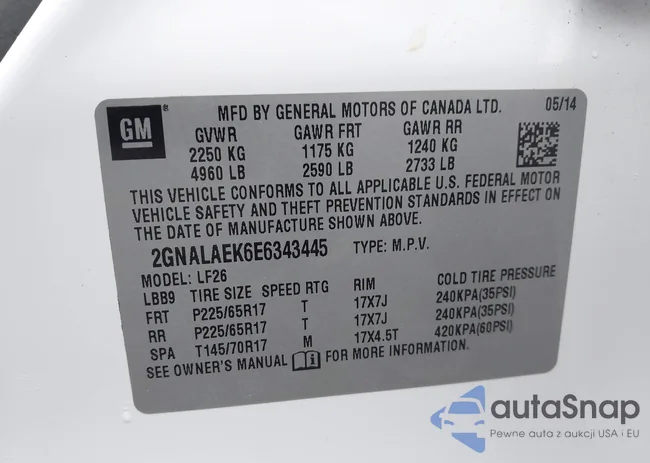 GM
MFD BY GENERAL MOTORS OF CANADA LTD. 05/14
GVWR GAWR FRT GAWR RR
2250 KG 1175 KG 1240 KG
4960 LB 2590 LB 2733 LB
THIS VEHICLE CONFORMS TO ALL APPLICABLE U.S. FEDERAL MOTOR
VEHICLE SAFETY AND THEFT PREVENTION STANDARDS IN EFFECT ON
THE DATE OF MANUFACTURE SHOWN ABOVE.
2GNALAEK6E6343445 TYPE: M.P.V.
MODEL: LF26
LBB9 TIRE SIZE SPEED RTG RIM COLD TIRE PRESSURE
FRT P225/65R17 T 17X7J 240KPA(35PSI)
RR P225/65R17 T 17X7J 240KPA(35PSI)
SPA T145/70R17 M 17X4.5T 420KPA(60PSI)
SEE OWNER'S MANUAL FOR MORE INFORMATION.
autaSnap
Pewne auta z aukcji USA i EU